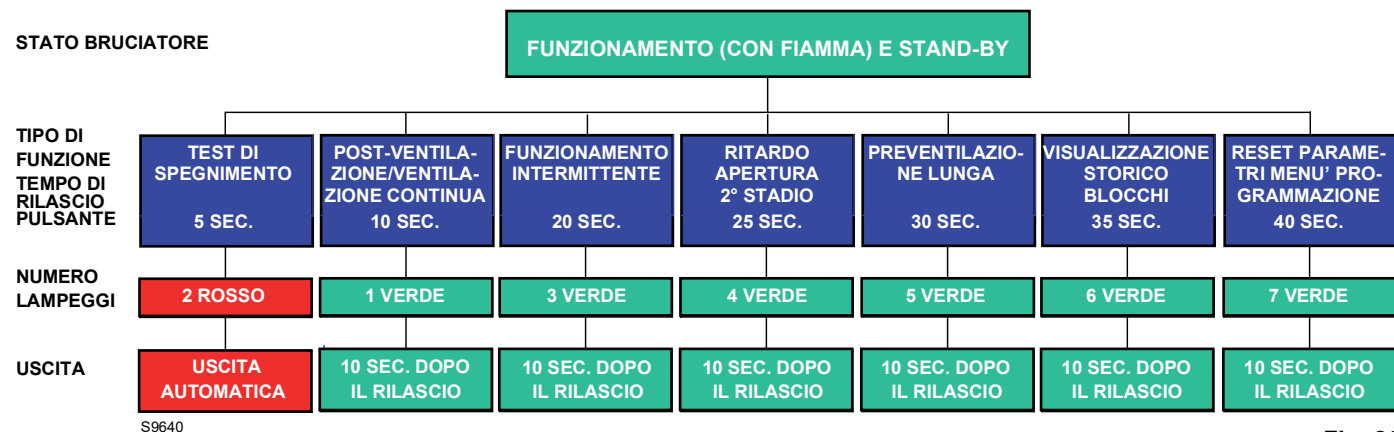 STATO BRUCIATORE
FUNZIONAMENTO (CON FIAMMA) E STAND-BY
TIPO DI
FUNZIONE
TEMPO DI
RILASCIO
PULSANTE
TEST DI
SPEGNIMENTO
5 SEC.
POST-VENTILA-
ZIONE/VENTILA-
ZIONE CONTINUA
10 SEC.
FUNZIONAMENTO
INTERMITTENTE
20 SEC.
RITARDO
APERTURA
2° STADIO
25 SEC.
PREVENTILAZIO-
NE LUNGA
30 SEC.
VISUALIZZAZIONE
STORICO
BLOCCHI
35 SEC.
RESET PARAME-
TRI MENU' PRO-
GRAMMAZIONE
40 SEC.
NUMERO
LAMPEGGI
2 ROSSO
1 VERDE
3 VERDE
4 VERDE
5 VERDE
6 VERDE
7 VERDE
USCITA
USCITA
AUTOMATICA
10 SEC. DOPO
IL RILASCIO
10 SEC. DOPO
IL RILASCIO
10 SEC. DOPO
IL RILASCIO
10 SEC. DOPO
IL RILASCIO
10 SEC. DOPO
IL RILASCIO
10 SEC. DOPO
IL RILASCIO
S9640